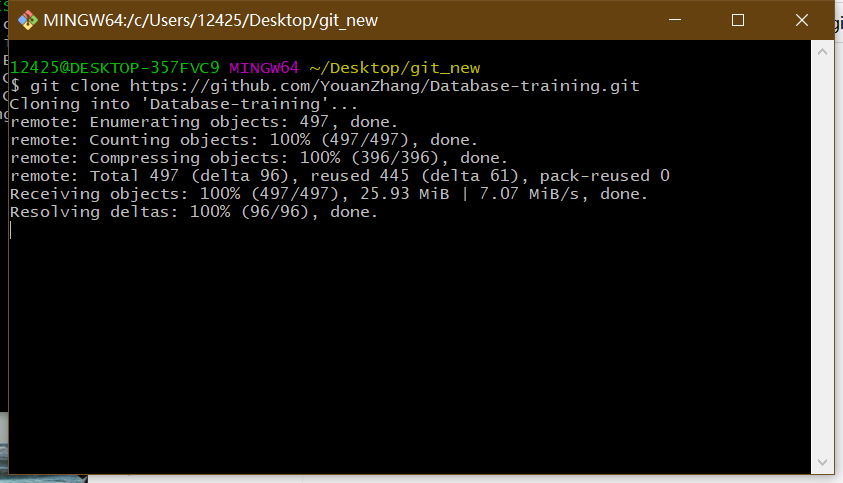 MINGW64:/c/Users/12425/Desktop/git_new
12425@DESKTOP-357FVC9 MINGW64 ~/Desktop/git_new
$ git clone https://github.com/YouanZhang/Database-training.git
Cloning into 'Database-training'...
remote: Enumerating objects: 497, done.
remote: Counting objects: 100% (497/497), done.
remote: Compressing objects: 100% (396/396), done.
remote: Total 497 (delta 96), reused 445 (delta 61), pack-reused 0
Receiving objects: 100% (497/497), 25.93 MiB | 7.07 MiB/s, done.
Resolving deltas: 100% (96/96), done.